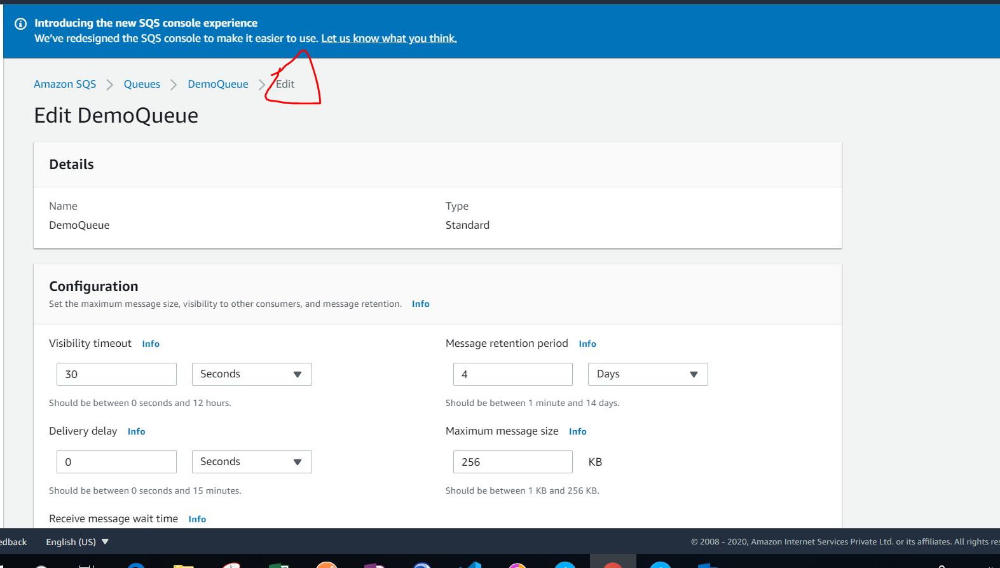 Introducing the new SQS console experience
We've redesigned the SQS console to make it easier to use. Let us know what you think.
Amazon SQS > Queues > DemoQueue > Edit
Edit DemoQueue
Details
Name Type
DemoQueue Standard
Configuration
Set the maximum message size, visibility to other consumers, and message retention. Info
Visibility timeout Info Message retention period Info
30 Seconds 4 Days
Should be between 0 seconds and 12 hours. Should be between 1 minute and 14 days.
Delivery delay Info Maximum message size Info
0 Seconds 256 KB
Should be between 0 seconds and 15 minutes. Should be between 1 KB and 256 KB.
Receive message wait time Info
edback English (US) © 2008 - 2020, Amazon Internet Services Private Ltd. or its affiliates. All rights res